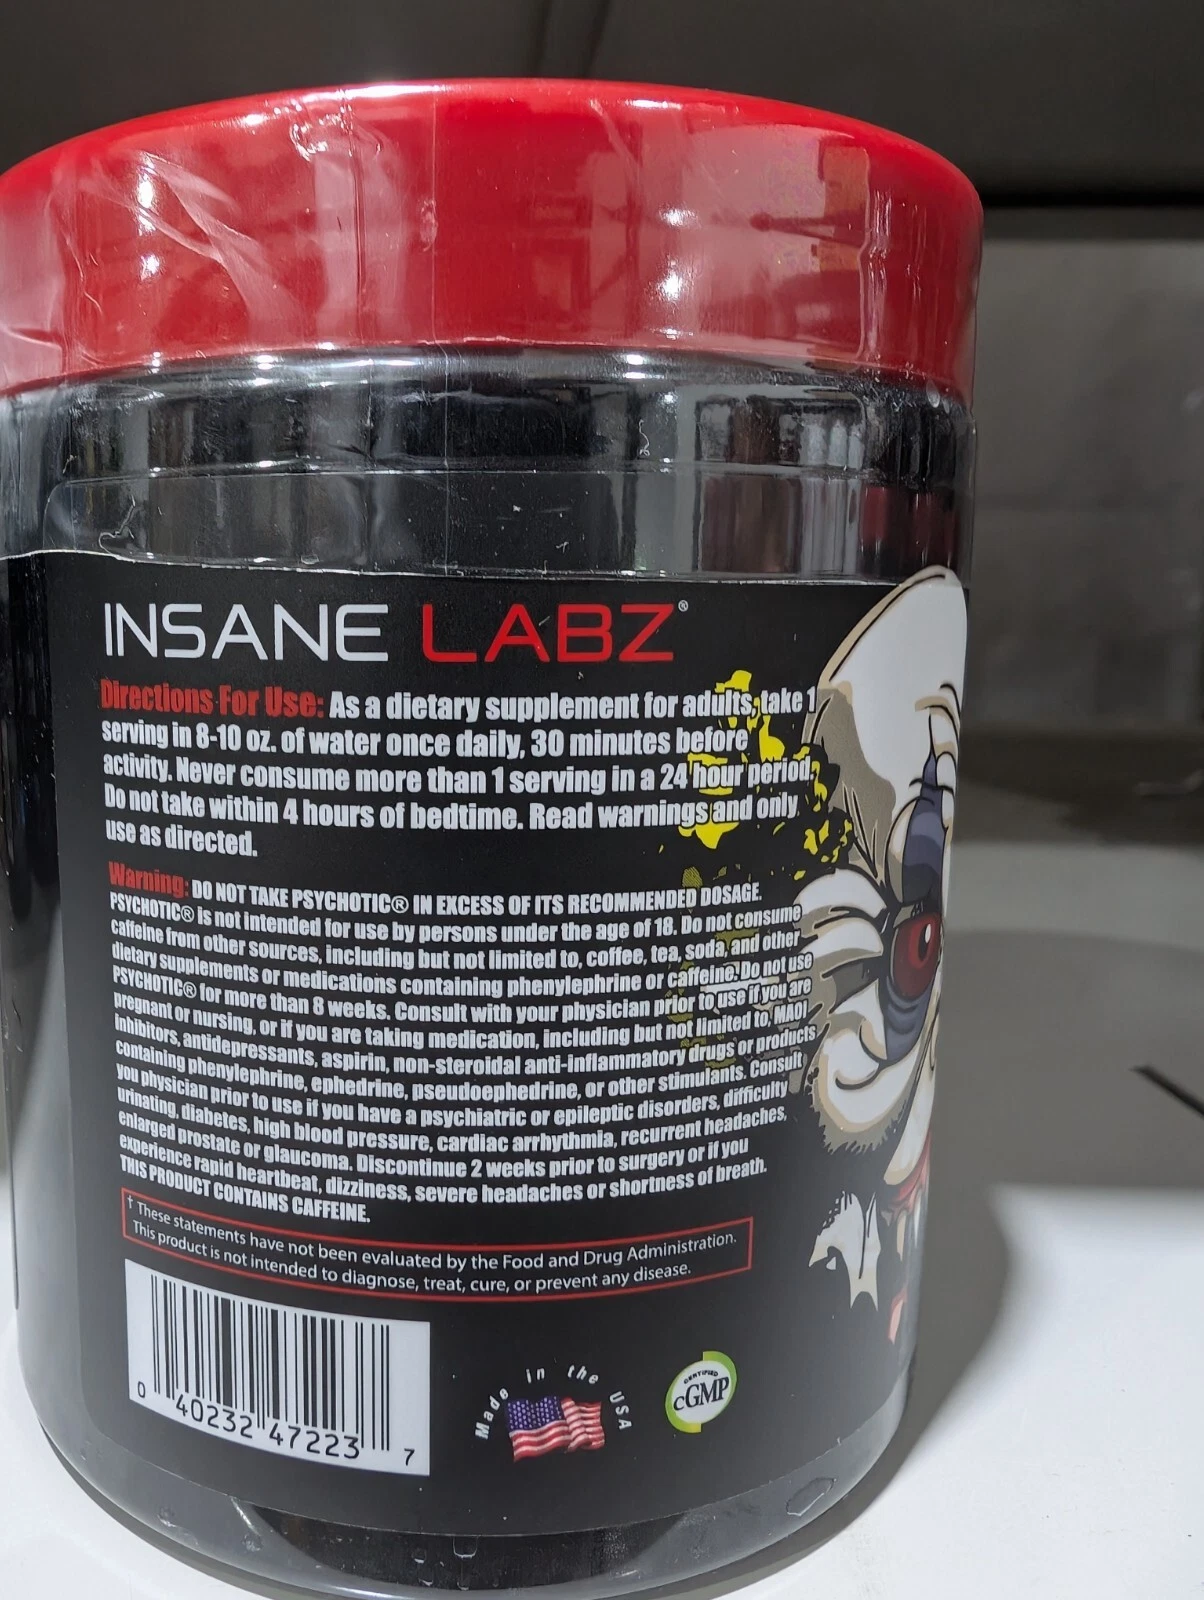 INSANE LABZ®
Directions For Use: As a dietary supplement for adults, take 1
serving in 8-10 oz. of water once daily, 30 minutes before
activity. Never consume more than 1 serving in a 24 hour period.
Do not take within 4 hours of bedtime. Read warnings and only
use as directed.
Warning: DO NOT TAKE PSYCHOTIC® IN EXCESS OF ITS RECOMMENDED DOSAGE.
PSYCHOTIC® is not intended for use by persons under the age of 18. Do not consume
caffeine from other sources, including but not limited to, coffee, tea, soda, and other
dietary supplements or medications containing phenylephrine or caffeine. Do not use
PSYCHOTIC® for more than 8 weeks. Consult with your physician prior to use if you are
pregnant or nursing, or if you are taking medication, including but not limited to, MAO
Inhibitors, antidepressants, aspirin, non-steroidal anti-inflammatory drugs or products
containing phenylephrine, ephedrine, pseudoephedrine, or other stimulants. Consult
you physician prior to use if you have a psychiatric or epileptic disorders, difficulty
urinating, diabetes, high blood pressure, cardiac arrhythmia, recurrent headaches,
enlarged prostate or glaucoma. Discontinue 2 weeks prior to surgery or if you
experience rapid heartbeat, dizziness, severe headaches or shortness of breath.
THIS PRODUCT CONTAINS CAFFEINE.
† These statements have not been evaluated by the Food and Drug Administration.
This product is not intended to diagnose, treat, cure, or prevent any disease.
0 40232 47223 7
Made in the USA
CERTIFIED
cGMP